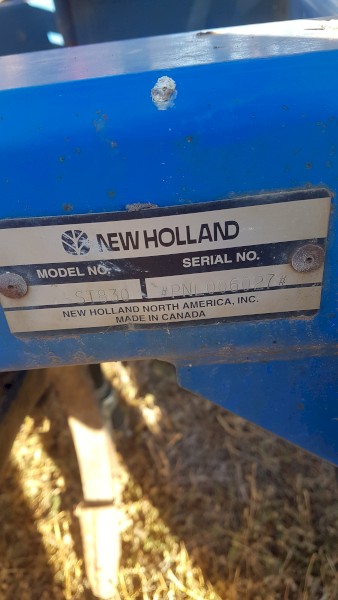 NEW HOLLAND
MODEL NO. SERIAL NO.
ST830
NEW HOLLAND NORTH AMERICA, INC.
MADE IN CANADA